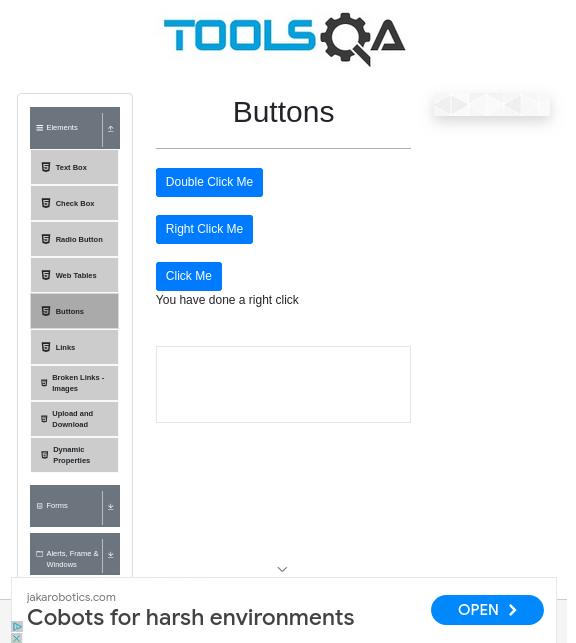 TOOLSQA
Elements
Text Box
Check Box
Radio Button
Web Tables
Buttons
Links
Broken Links -
Images
Upload and
Download
Dynamic
Properties
Forms
Alerts, Frame &
Windows
Buttons
Double Click Me
Right Click Me
Click Me
You have done a right click
jakarobotics.com
Cobots for harsh environments
OPEN